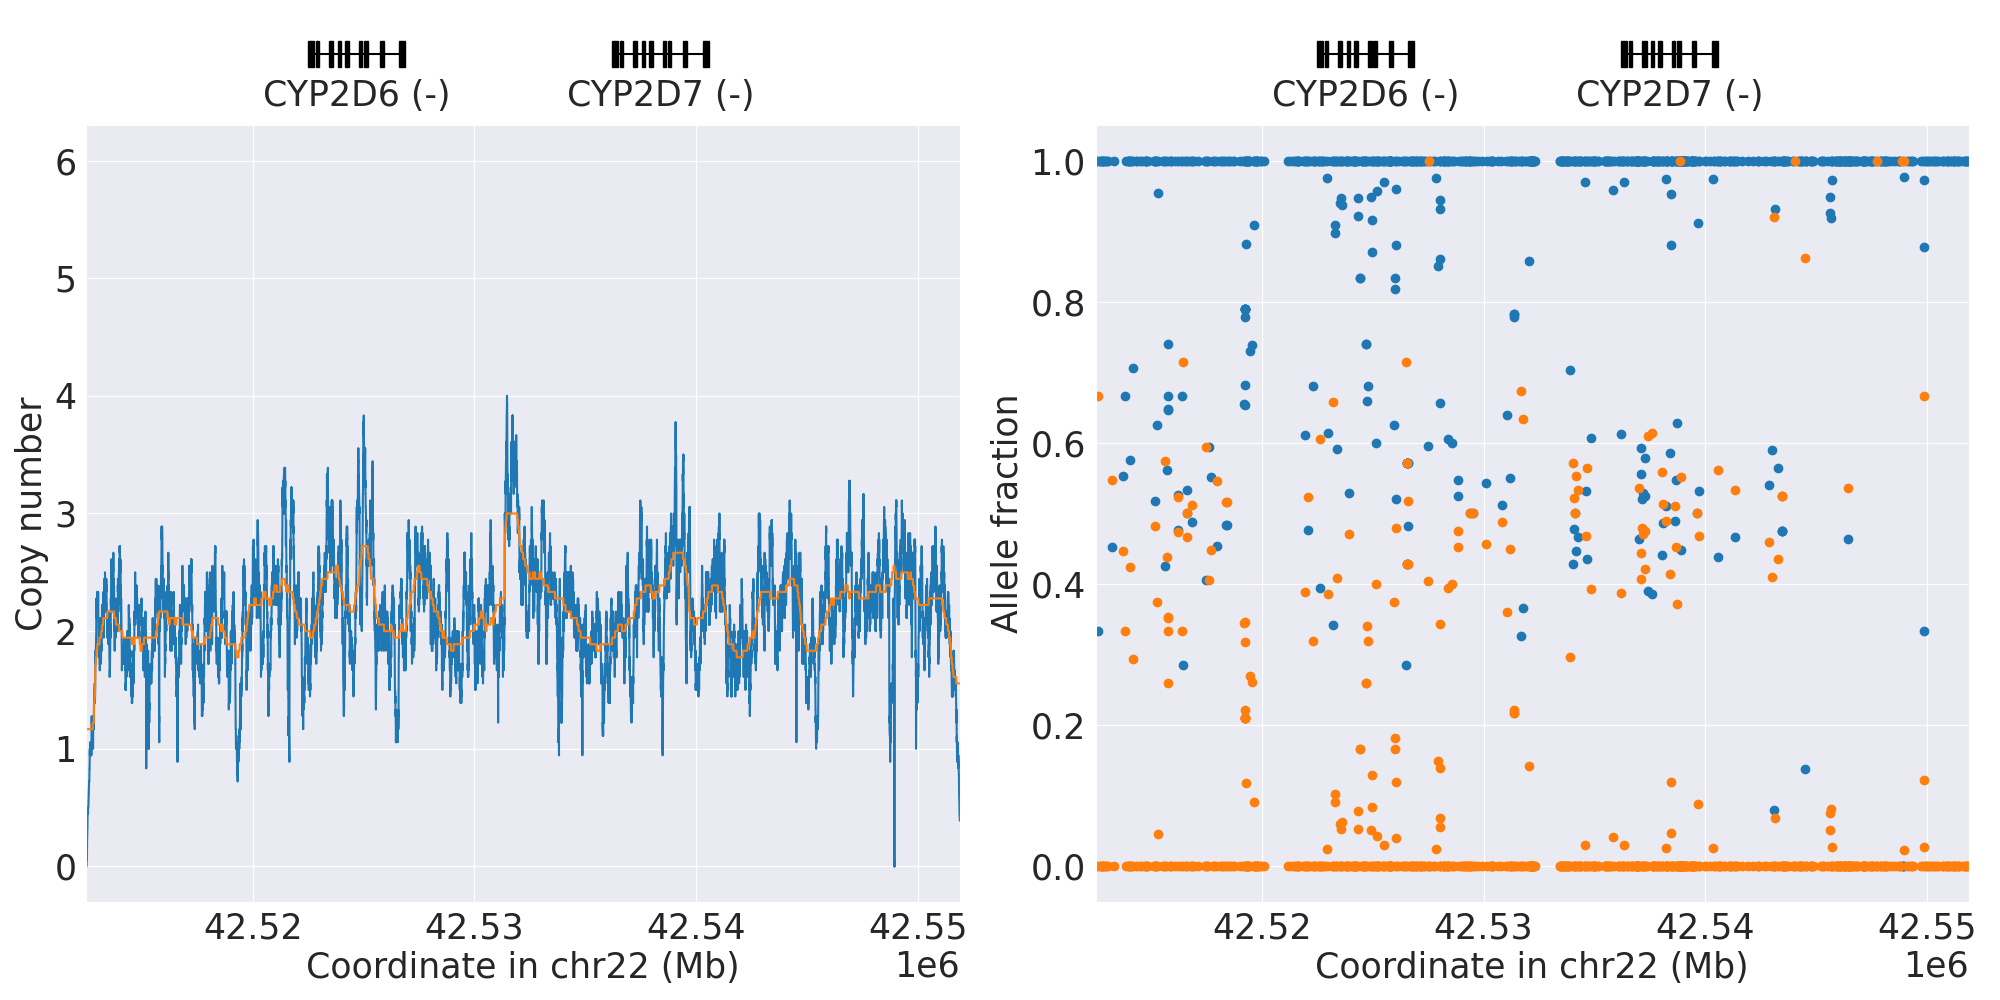 CYP2D6 (-) CYP2D7 (-)
6
5
4
3
2
1
0
Copy number
42.52 42.53 42.54 42.55
Coordinate in chr22 (Mb) 1e6
CYP2D6 (-) CYP2D7 (-)
1.0
0.8
0.6
0.4
0.2
0.0
Allele fraction
42.52 42.53 42.54 42.55
Coordinate in chr22 (Mb) 1e6